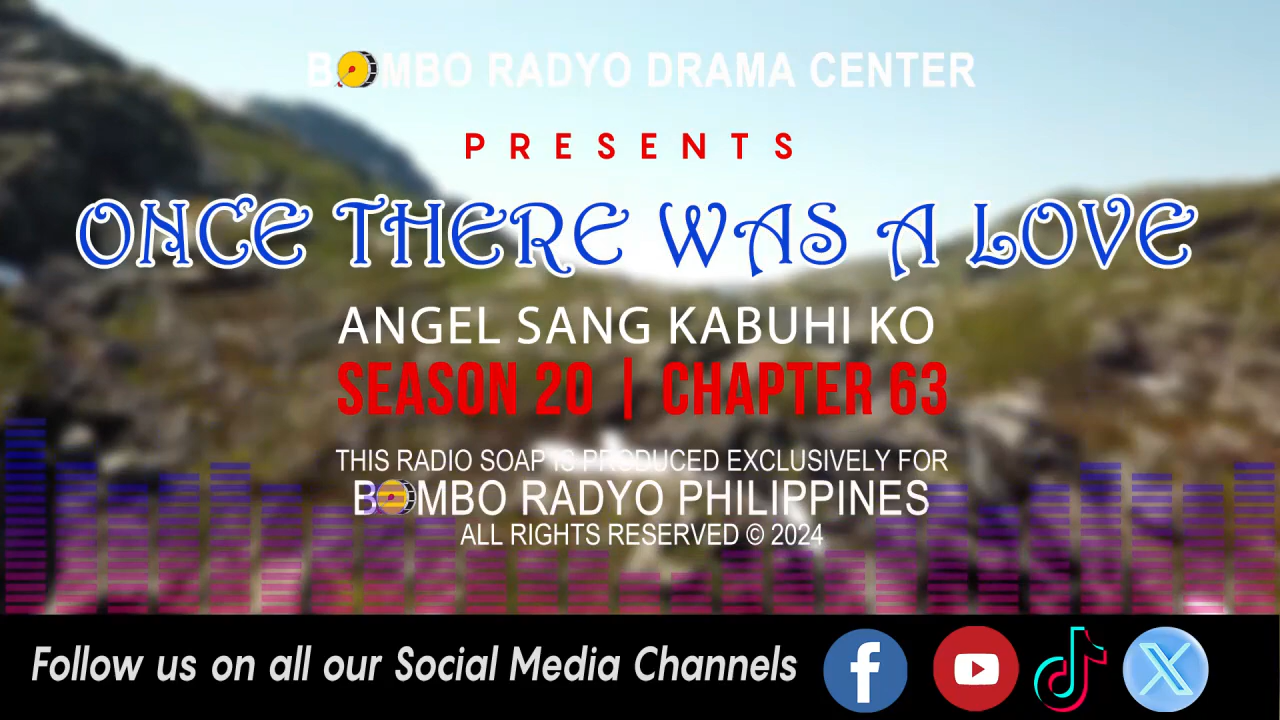 BOMBO RADYO DRAMA CENTER
PRESENTS
ONCE THERE WAS A LOVE
ANGEL SANG KABUHI KO
SEASON 20 | CHAPTER 63
THIS RADIO SOAP IS PRODUCED EXCLUSIVELY FOR
BOMBO RADYO PHILIPPINES
ALL RIGHTS RESERVED © 2024
Follow us on all our Social Media Channels